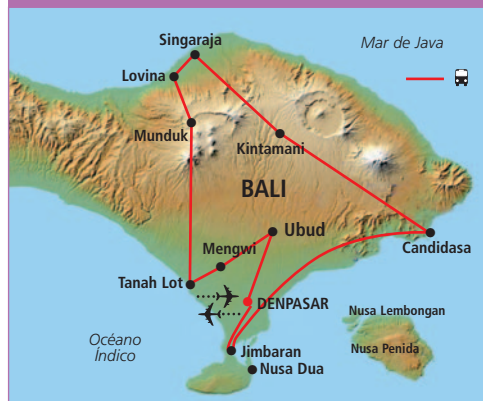 Singaraja
Mar de Java
Lovina
Munduk
Kintamani
BALI
Ubud
Mengwi
Candidasa
Tanah Lot
DENPASAR
Nusa Lembongan
Océano
Índico
Nusa Penida
Jimbaran
Nusa Dua